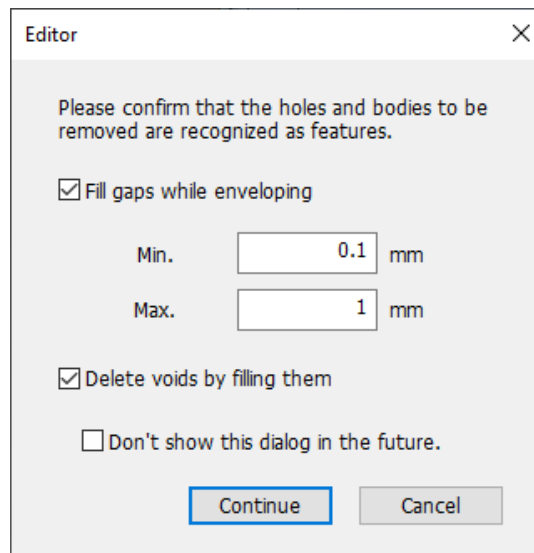 Editor
Please confirm that the holes and bodies to be
removed are recognized as features.
Fill gaps while enveloping
Min. 0.1 mm
Max. 1 mm
Delete voids by filling them
Don't show this dialog in the future.
Continue Cancel